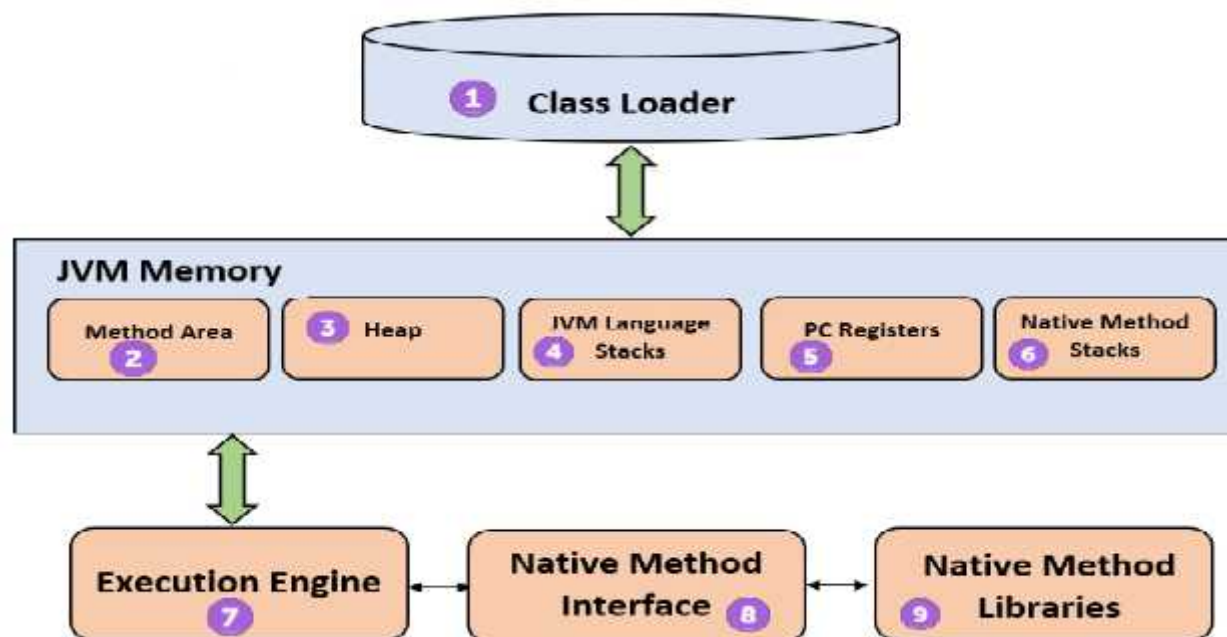 1 Class Loader
JVM Memory
Method Area
2
3 Heap
JVM Language
4 Stacks
PC Registers
5
Native Method
6 Stacks
Execution Engine
7
Native Method
Interface 8
Native Method
9 Libraries